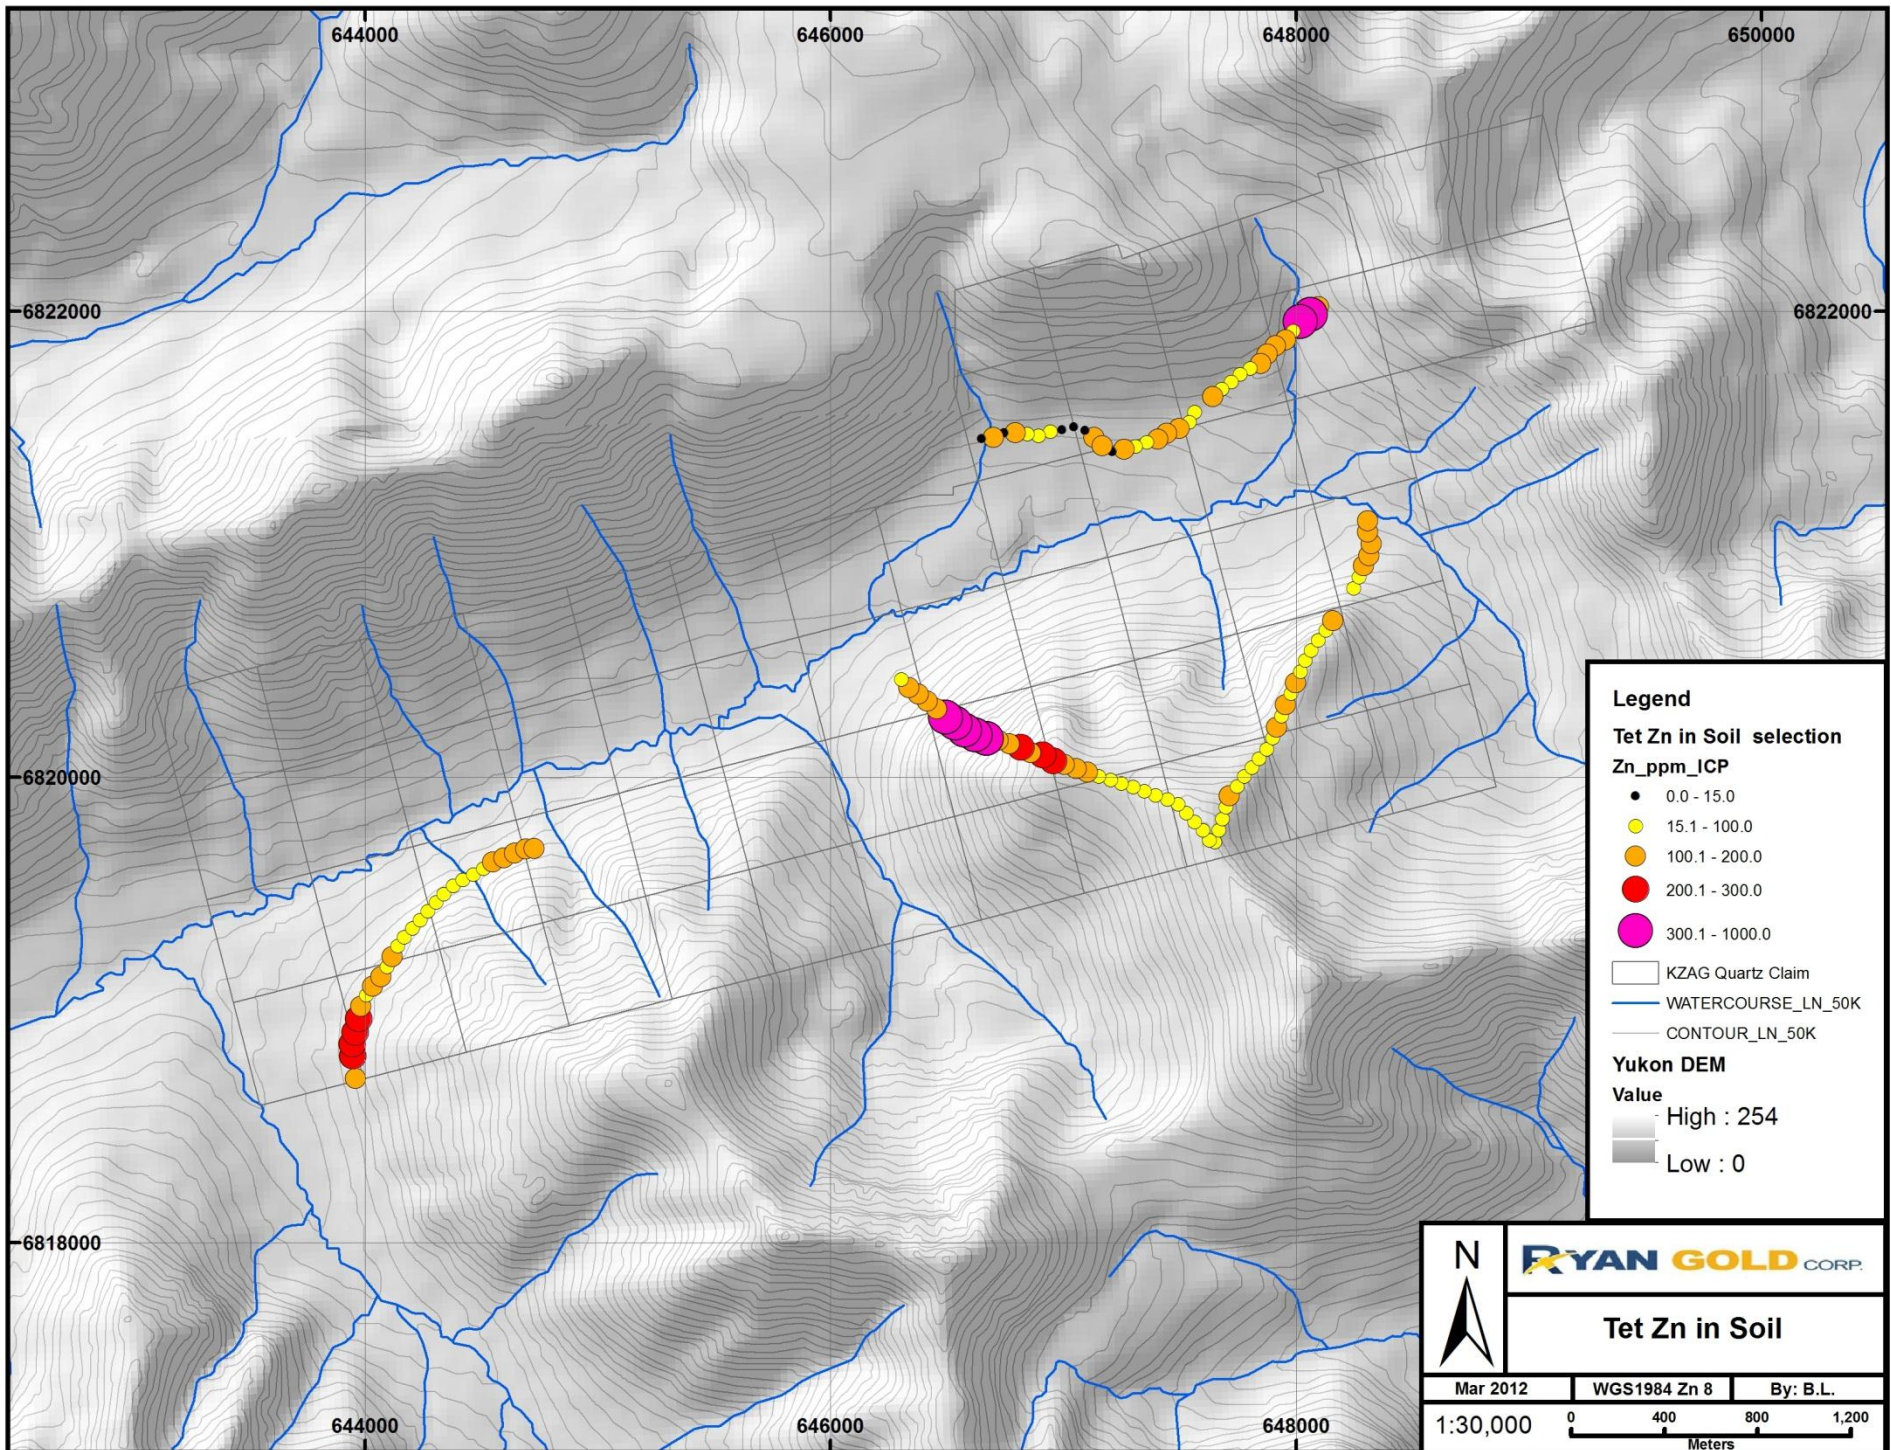 644000
646000
648000
650000
6822000
6822000
6820000
6818000
644000
646000
648000
Legend
Tet Zn in Soil selection
Zn_ppm_ICP
0.0 - 15.0
15.1 - 100.0
100.1 - 200.0
200.1 - 300.0
300.1 - 1000.0
KZAG Quartz Claim
WATERCOURSE_LN_50K
CONTOUR_LN_50K
Yukon DEM
Value
High : 254
Low : 0
N
RYAN GOLD CORP.
Tet Zn in Soil
Mar 2012
WGS1984 Zn 8
By: B.L.
1:30,000
0 400 800 1,200
Meters